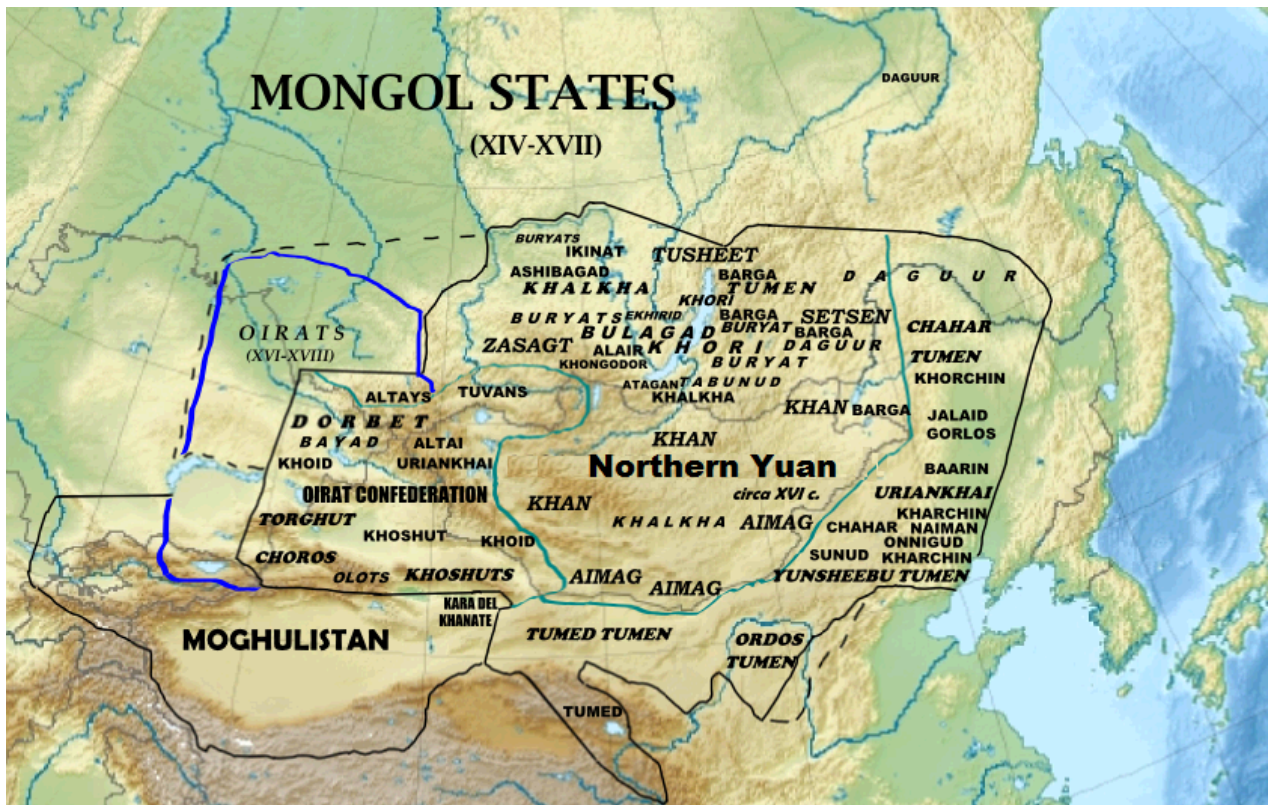 DAGUUR
MONGOL STATES
(XIV-XVII)
BURYATS
IKINAT
TUSHEET
ASHIBAGAD
BARGA
DAGUUR
KHALKHA
TUMEN
KHORI
BURYATS
EKHIRID
BARGA
SETSEN
OIRATS
(XVI-XVIII)
BULAGAD
BURYAT
BARGA
CHAHAR
ZASAGT
ALAIR
KHORI
DAGUUR
KHONGODOR
BURYAT
TUMEN
ALTAYS
TUVANS
ATAGAN
TABUNUD
KHORCHIN
KHALKHA
DORBET
KHAN
BARGA
JALAID
BAYAD
ALTAI
KHAN
GORLOS
KHOID
URIANKHAI
Northern Yuan
BAARIN
OIRAT CONFEDERATION
circa XVI c.
URIANKHAI
KHAN
KHARCHIN
TORGHUT
KHALKHA
AIMAG
CHAHAR
NAIMAN
KHOSHUT
KHOID
ONNIGUD
CHOROS
SUNUD
KHARCHIN
OLOTS
KHOSHUTS
AIMAG
AIMAG
YUNSHEEBU TUMEN
KARA DEL
KHANATE
MOGHULISTAN
TUMED TUMEN
ORDOS
TUMEN
TUMED